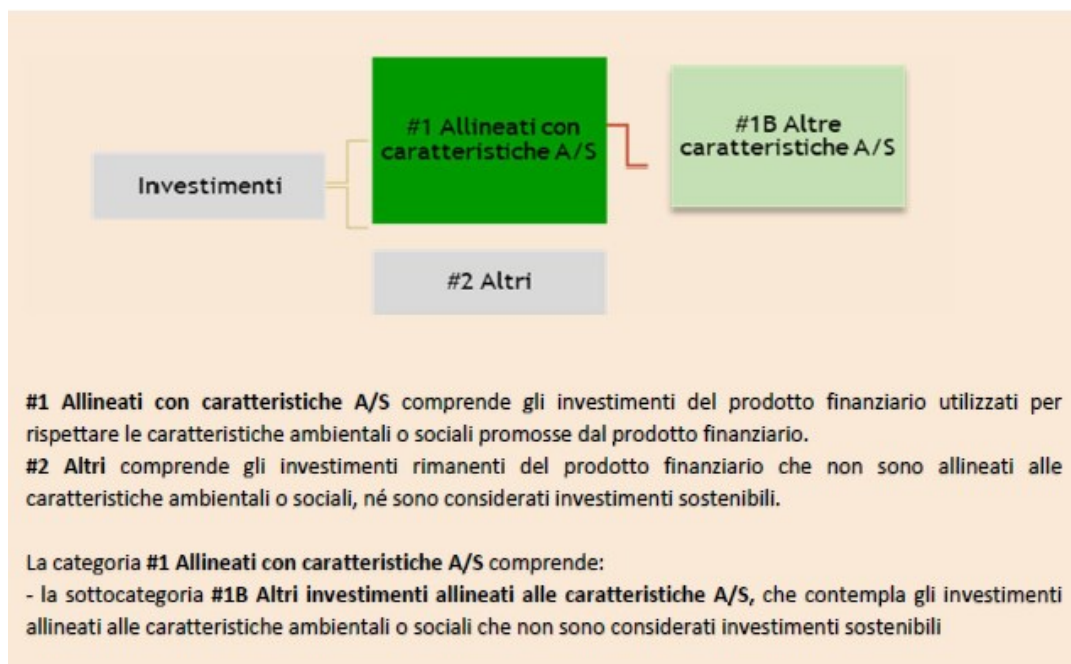 #1 Allineati con
caratteristiche A/S
#1B Altre
caratteristiche A/S
Investimenti
#2 Altri
#1 Allineati con caratteristiche A/S comprende gli investimenti del prodotto finanziario utilizzati per
rispettare le caratteristiche ambientali o sociali promosse dal prodotto finanziario.
#2 Altri comprende gli investimenti rimanenti del prodotto finanziario che non sono allineati alle
caratteristiche ambientali o sociali, né sono considerati investimenti sostenibili.
La categoria #1 Allineati con caratteristiche A/S comprende:
- la sottocategoria #1B Altri investimenti allineati alle caratteristiche A/S, che contempla gli investimenti
allineati alle caratteristiche ambientali o sociali che non sono considerati investimenti sostenibili